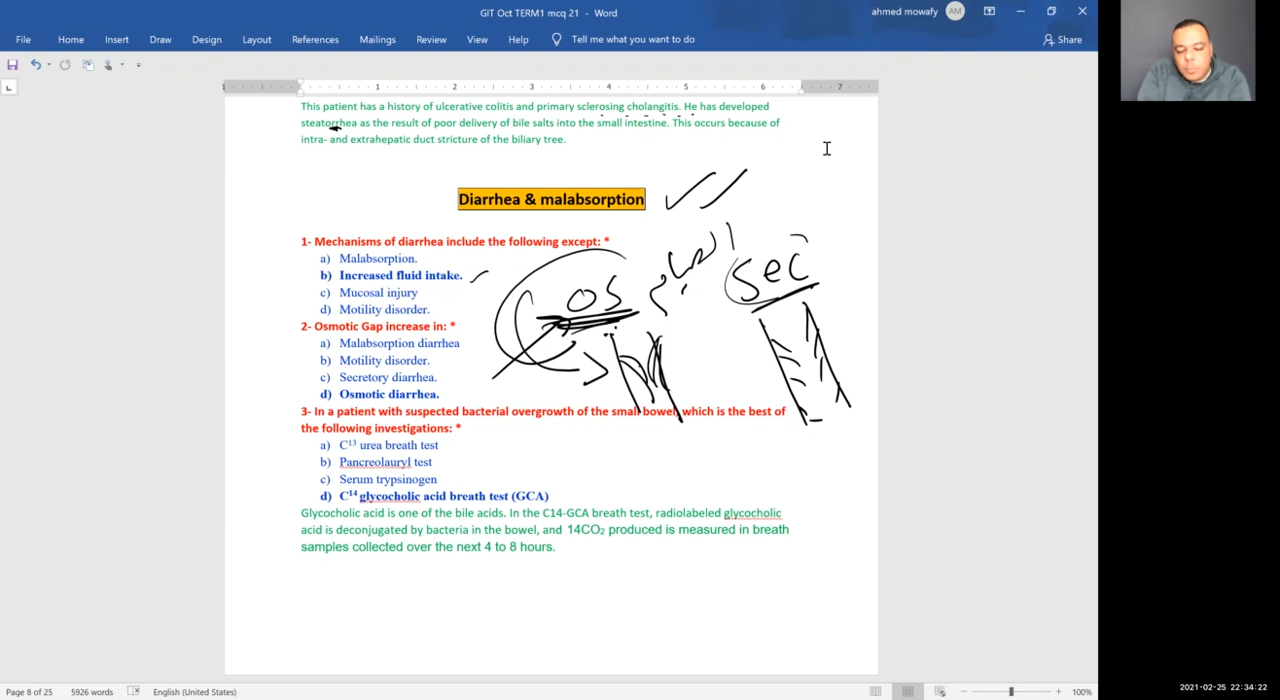 GIT Oct TERM1 mcq 21 - Word
ahmed mowafy
AM
File Home Insert Draw Design Layout References Mailings Review View Help Tell me what you want to do
Share
1 1 2 3 4 5 6 7
This patient has a history of ulcerative colitis and primary sclerosing cholangitis. He has developed
steatorrhea as the result of poor delivery of bile salts into the small intestine. This occurs because of
intra- and extrahepatic duct stricture of the biliary tree.
Diarrhea & malabsorption
1- Mechanisms of diarrhea include the following except: *
a) Malabsorption.
b) Increased fluid intake.
c) Mucosal injury
d) Motility disorder.
os
sec
2- Osmotic Gap increase in: *
a) Malabsorption diarrhea
b) Motility disorder.
c) Secretory diarrhea.
d) Osmotic diarrhea.
3- In a patient with suspected bacterial overgrowth of the small bowel, which is the best of
the following investigations: *
a) C13 urea breath test
b) Pancreolauryl test
c) Serum trypsinogen
d) C14 glycocholic acid breath test (GCA)
Glycocholic acid is one of the bile acids. In the C14-GCA breath test, radiolabeled glycocholic
acid is deconjugated by bacteria in the bowel, and 14CO2 produced is measured in breath
samples collected over the next 4 to 8 hours.
Page 8 of 25 5926 words English (United States) 100%
2021-02-25 22:34:22